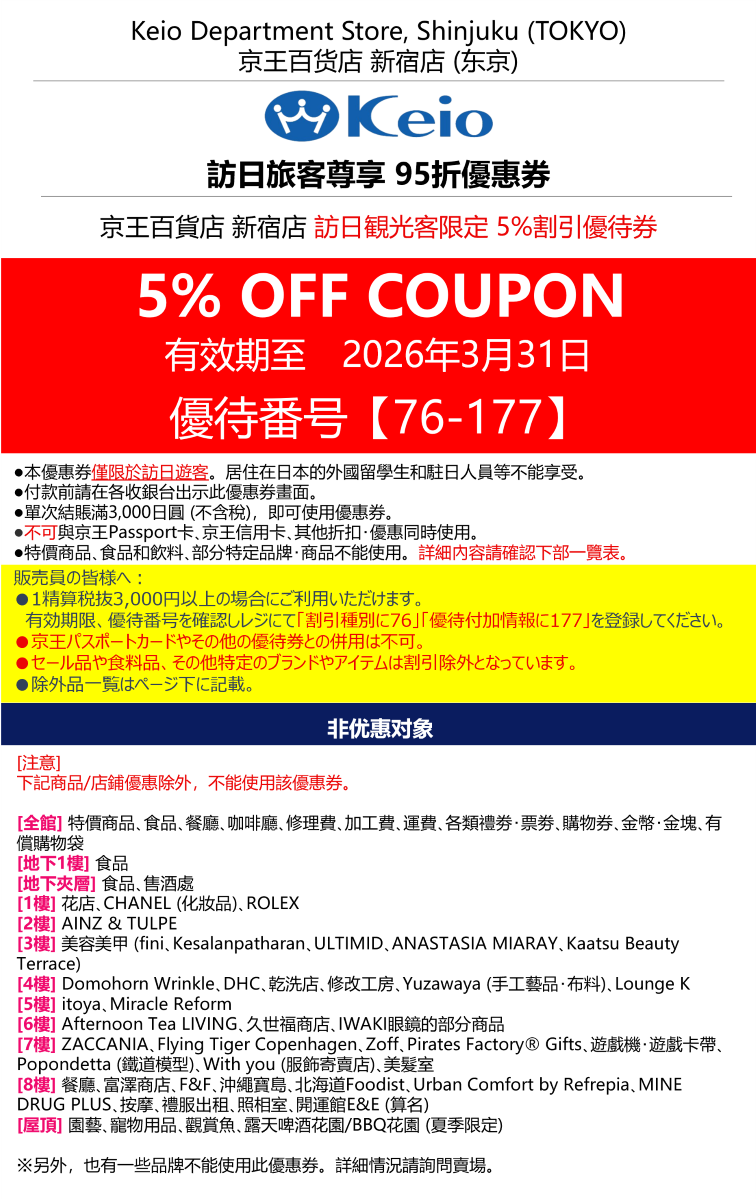 Keio Department Store, Shinjuku (TOKYO)
京王百货店 新宿店 (东京)
Keio
訪日旅客尊享 95折優惠券
京王百貨店 新宿店 訪日観光客限定 5%割引優待券
5% OFF COUPON
有效期至　2026年3月31日
優待番号【76-177】
●本優惠券僅限於訪日遊客。居住在日本的外國留學生和駐日人員等不能享受。
●付款前請在各收銀台出示此優惠券畫面。
●單次結賬滿3,000日圓 (不含稅)，即可使用優惠券。
●不可與京王Passport卡、京王信用卡、其他折扣·優惠同時使用。
●特價商品、食品和飲料、部分特定品牌·商品不能使用。詳細內容請確認下部一覽表。
販売員の皆様へ：
●1精算税抜3,000円以上の場合にご利用いただけます。
有効期限、優待番号を確認しレジにて「割引種別に76」「優待付加情報に177」を登録してください。
●京王パスポートカードやその他の優待券との併用は不可。
●セール品や食料品、その他特定のブランドやアイテムは割引除外となっています。
●除外品一覧はページ下に記載。
非优惠对象
[注意]
下記商品/店鋪優惠除外，不能使用該優惠券。
[全館] 特價商品、食品、餐廳、咖啡廳、修理費、加工費、運費、各類禮券·票券、購物券、金幣·金塊、有
償購物袋
[地下1樓] 食品
[地下夾層] 食品、售酒處
[1樓] 花店、CHANEL (化妝品)、ROLEX
[2樓] AINZ & TULPE
[3樓] 美容美甲 (fini、Kesalanpatharan、ULTIMID、ANASTASIA MIARAY、Kaatsu Beauty
Terrace)
[4樓] Domohorn Wrinkle、DHC、乾洗店、修改工房、Yuzawaya (手工藝品·布料)、Lounge K
[5樓] itoya、Miracle Reform
[6樓] Afternoon Tea LIVING、久世福商店、IWAKI眼鏡的部分商品
[7樓] ZACCANIA、Flying Tiger Copenhagen、Zoff、Pirates Factory® Gifts、遊戲機·遊戲卡帶、
Popondetta (鐵道模型)、With you (服飾寄賣店)、美髮室
[8樓] 餐廳、富澤商店、F&F、沖繩寶島、北海道Foodist、Urban Comfort by Refrepia、MINE
DRUG PLUS、按摩、禮服出租、照相室、開運館E&E (算名)
[屋頂] 園藝、寵物用品、觀賞魚、露天啤酒花園/BBQ花園 (夏季限定)
※另外，也有一些品牌不能使用此優惠券。詳細情況請詢問賣場。